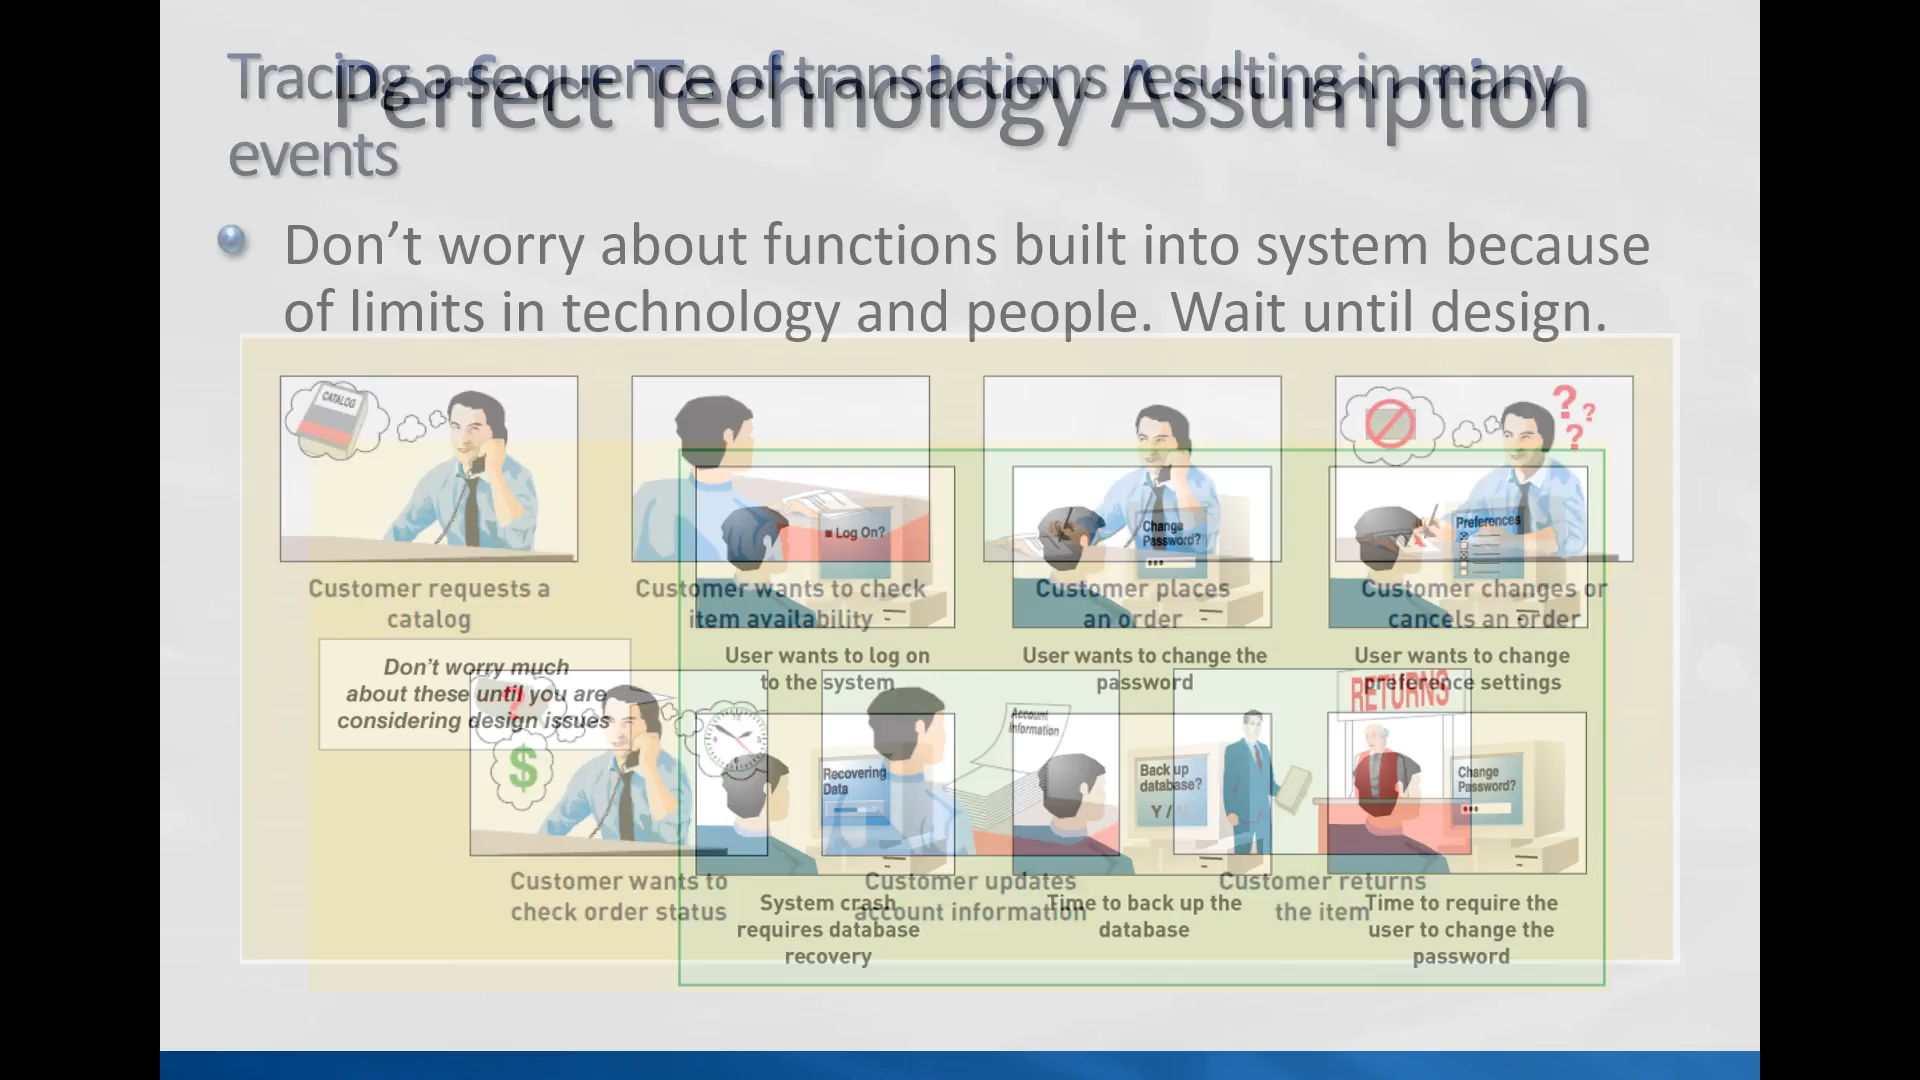 Tracing a sequence of transactions resulting in many
events
Perfect Technology Assumption
Don’t worry about functions built into system because
of limits in technology and people. Wait until design.
CATALOG
? ? ?
Customer requests a
catalog
Customer wants to check
item availability
Customer places
an order
Customer changes or
cancels an order
?
$
Account
Information
RETURNS
Customer wants to
check order status
Customer updates
account information
Customer returns
the item
Don’t worry much
about these until you are
considering design issues
Log On?
Change
Password?
Preferences
User wants to log on
to the system
User wants to change the
password
User wants to change
preference settings
Recovering
Data
Back up
database?
Y / N
Change
Password?
System crash
requires database
recovery
Time to back up the
database
Time to require the
user to change the
password